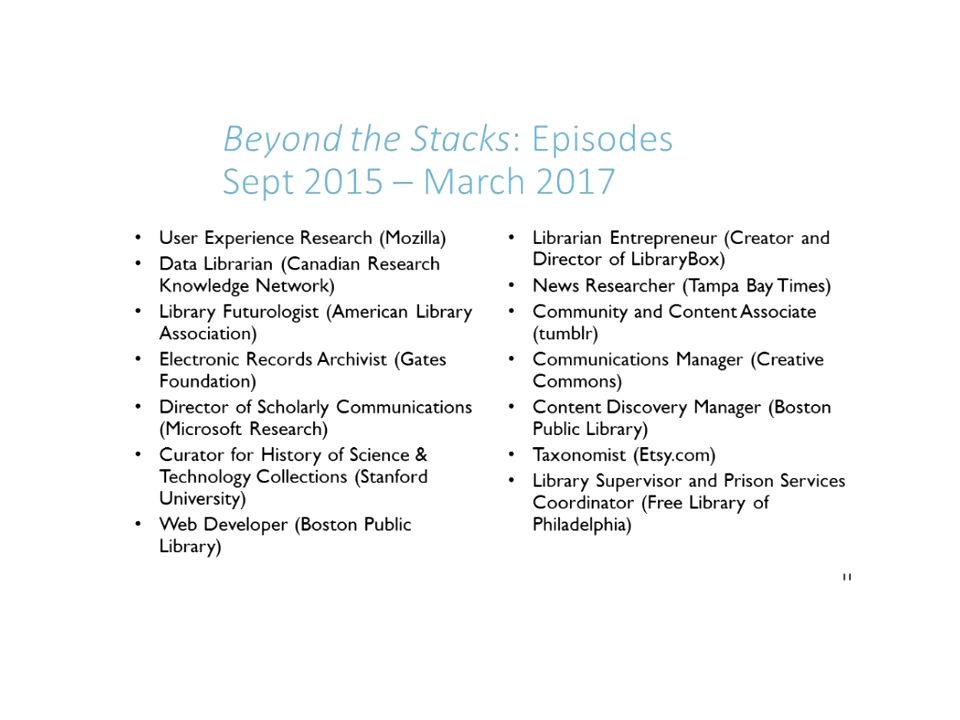 Beyond the Stacks: Episodes
Sept 2015 – March 2017
• User Experience Research (Mozilla)
• Data Librarian (Canadian Research
Knowledge Network)
• Library Futurologist (American Library
Association)
• Electronic Records Archivist (Gates
Foundation)
• Director of Scholarly Communications
(Microsoft Research)
• Curator for History of Science &
Technology Collections (Stanford
University)
• Web Developer (Boston Public
Library)
• Librarian Entrepreneur (Creator and
Director of LibraryBox)
• News Researcher (Tampa Bay Times)
• Community and Content Associate
(tumblr)
• Communications Manager (Creative
Commons)
• Content Discovery Manager (Boston
Public Library)
• Taxonomist (Etsy.com)
• Library Supervisor and Prison Services
Coordinator (Free Library of
Philadelphia)
11